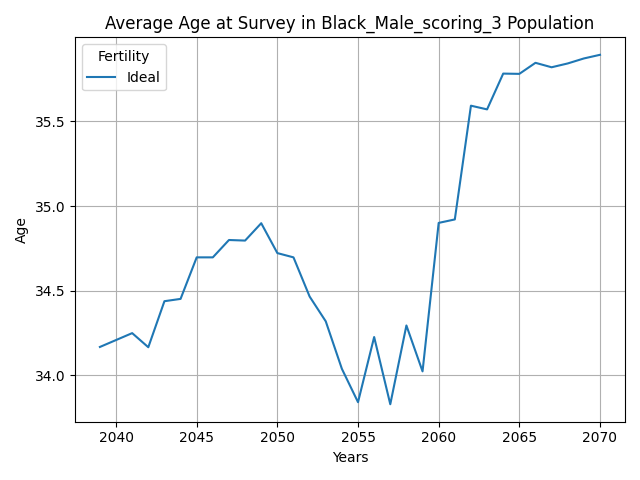 Average Age at Survey in Black_Male_scoring_3 Population
Fertility
Ideal
35.5
35.0
34.5
34.0
Age
2040 2045 2050 2055 2060 2065 2070
Years